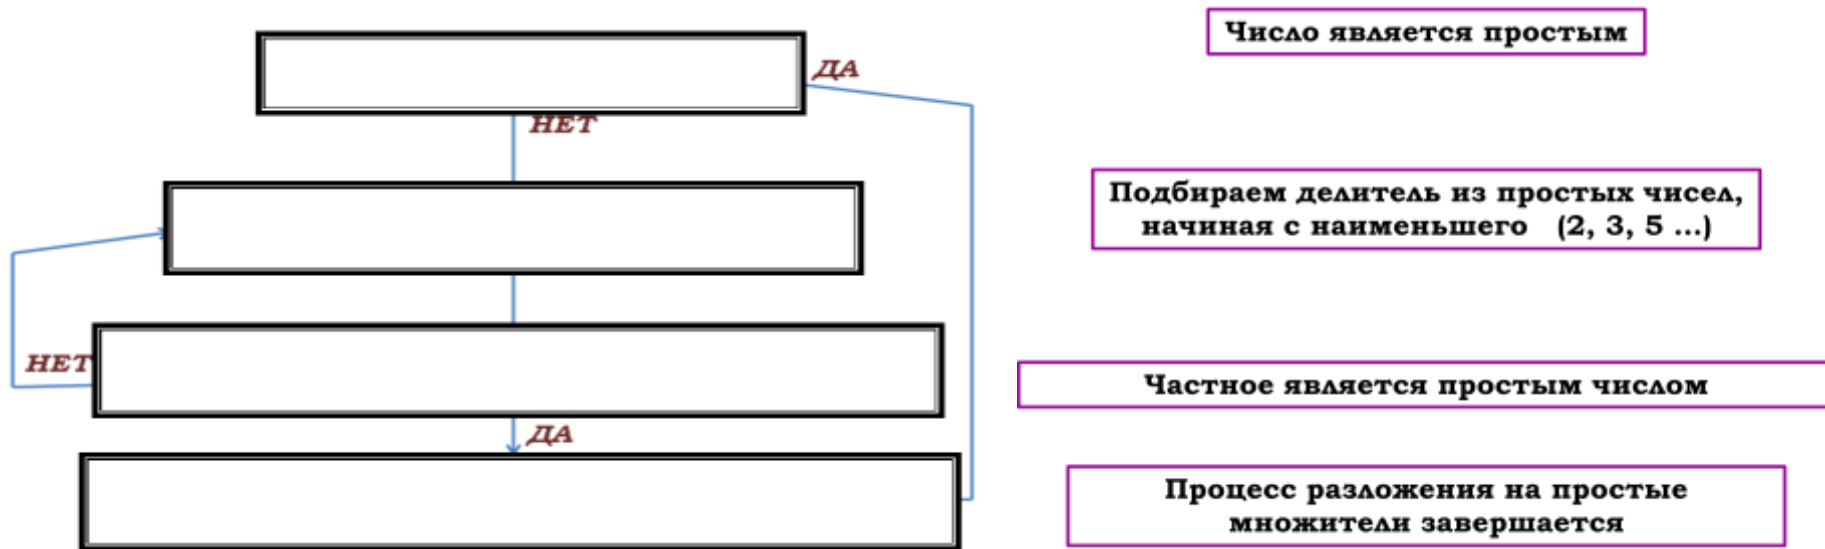 ДА
НЕТ
НЕТ
ДА
Число является простым
Подбираем делитель из простых чисел,
начиная с наименьшего (2, 3, 5 ...)
Частное является простым числом
Процесс разложения на простые
множители завершается